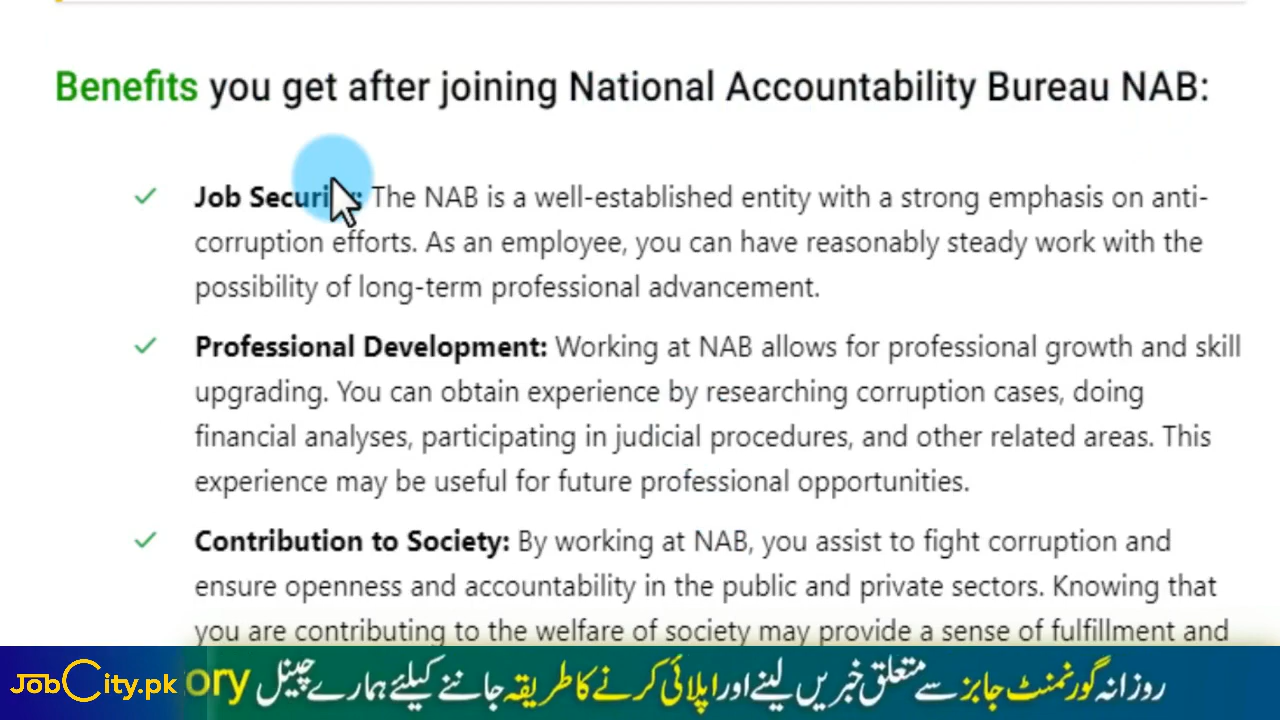 Benefits you get after joining National Accountability Bureau NAB:
Job Security: The NAB is a well-established entity with a strong emphasis on anti-
corruption efforts. As an employee, you can have reasonably steady work with the
possibility of long-term professional advancement.
Professional Development: Working at NAB allows for professional growth and skill
upgrading. You can obtain experience by researching corruption cases, doing
financial analyses, participating in judicial procedures, and other related areas. This
experience may be useful for future professional opportunities.
Contribution to Society: By working at NAB, you assist to fight corruption and
ensure openness and accountability in the public and private sectors. Knowing that
you are contributing to the welfare of society may provide a sense of fulfillment and
JobCity.pk
روزانہ گورنمنٹ جابز سے متعلق خبریں لینے اور اپلائی کرنے کا طریقہ جاننے کیلئے ہمارے چینل ory